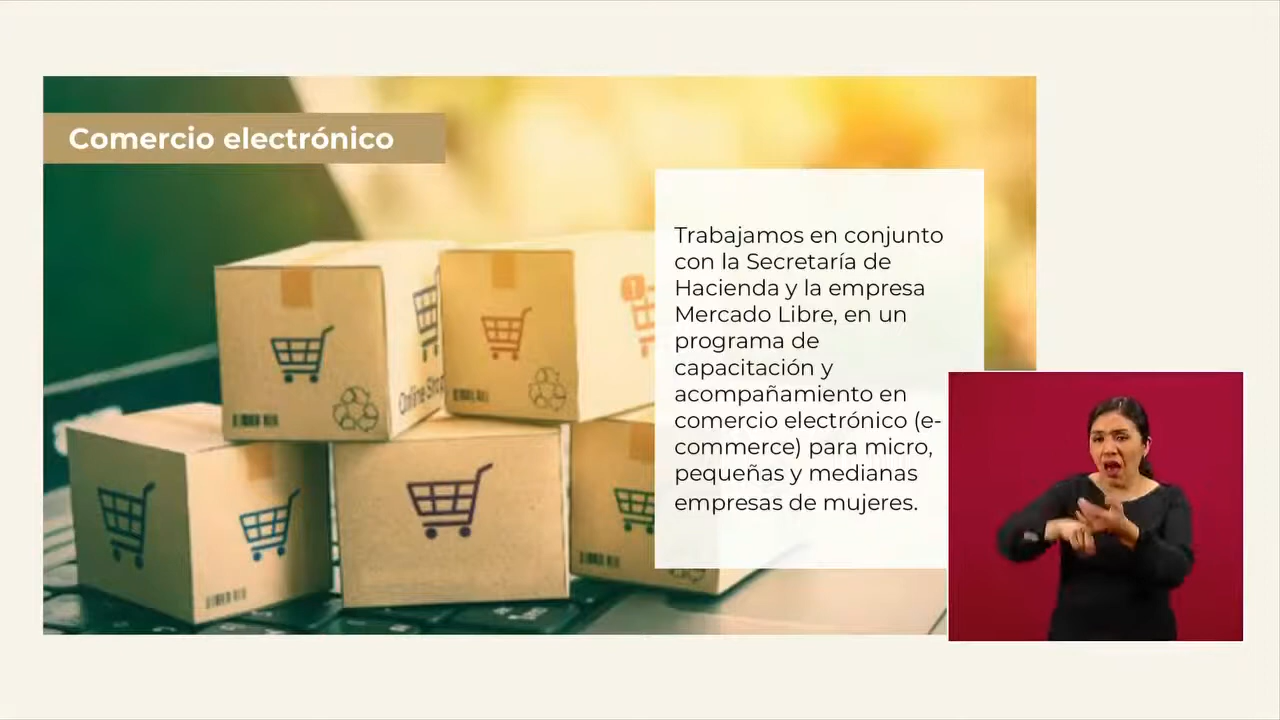 Comercio electrónico
Trabajamos en conjunto
con la Secretaría de
Hacienda y la empresa
Mercado Libre, en un
programa de
capacitación y
acompañamiento en
comercio electrónico (e-
commerce) para micro,
pequeñas y medianas
empresas de mujeres.
Online